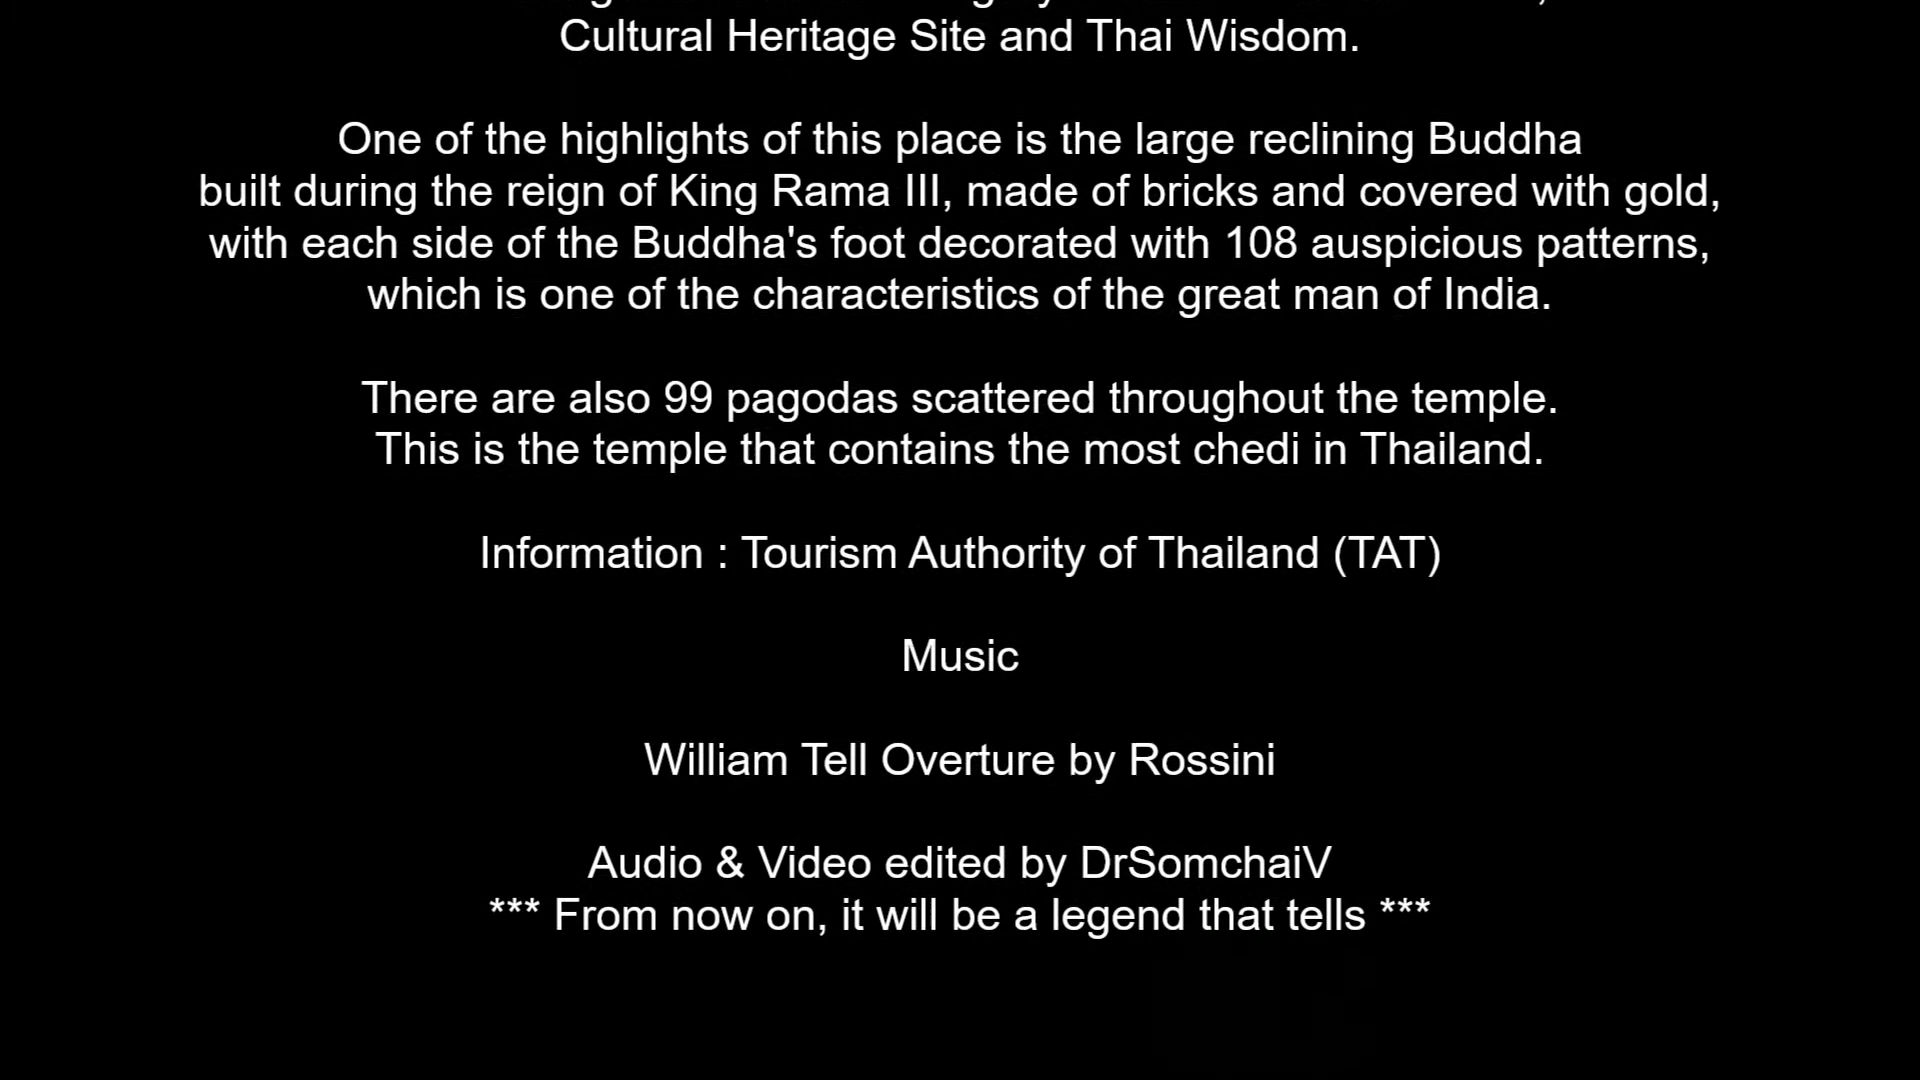 Cultural Heritage Site and Thai Wisdom.
One of the highlights of this place is the large reclining Buddha
built during the reign of King Rama III, made of bricks and covered with gold,
with each side of the Buddha's foot decorated with 108 auspicious patterns,
which is one of the characteristics of the great man of India.
There are also 99 pagodas scattered throughout the temple.
This is the temple that contains the most chedi in Thailand.
Information : Tourism Authority of Thailand (TAT)
Music
William Tell Overture by Rossini
Audio & Video edited by DrSomchaiV
*** From now on, it will be a legend that tells ***